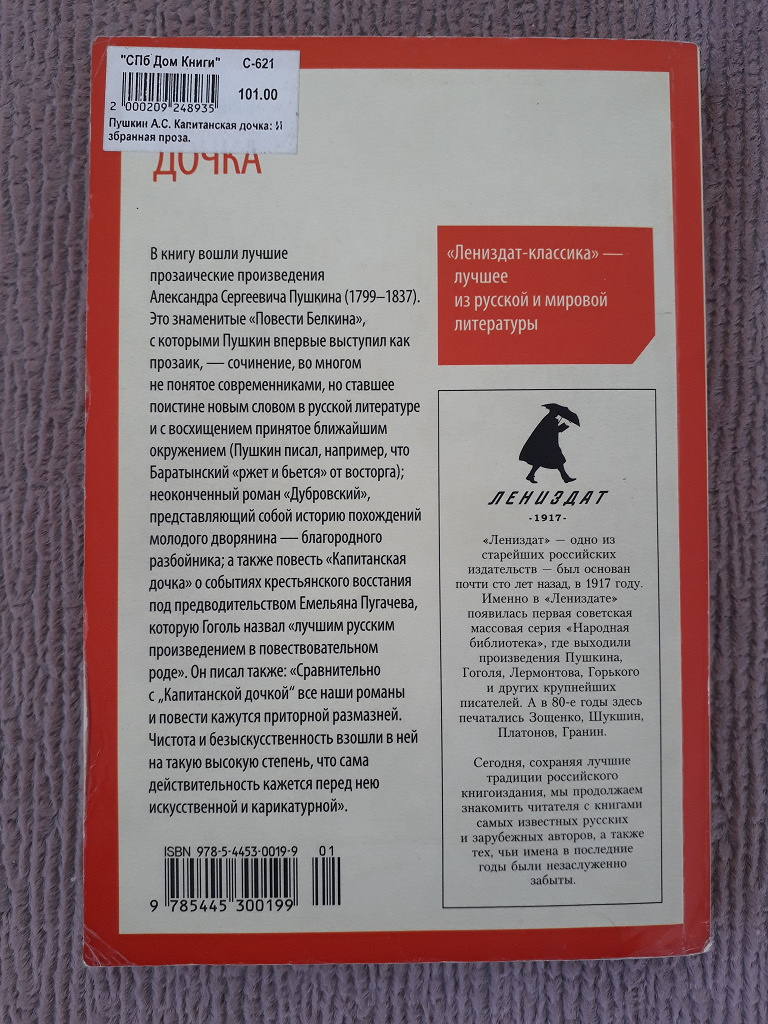 "СПб Дом Книги" С-621
101.00
2 000209 248935
Пушкин А.С. Капитанская дочка: И
збранная проза.
ДОЧКА
В книгу вошли лучшие
прозаические произведения
Александра Сергеевича Пушкина (1799–1837).
Это знаменитые «Повести Белкина»,
с которыми Пушкин впервые выступил как
прозаик, — сочинение, во многом
не понятое современниками, но ставшее
поистине новым словом в русской литературе
и с восхищением принятое ближайшим
окружением (Пушкин писал, например, что
Баратынский «ржет и бьется» от восторга);
неоконченный роман «Дубровский»,
представляющий собой историю похождений
молодого дворянина — благородного
разбойника; а также повесть «Капитанская
дочка» о событиях крестьянского восстания
под предводительством Емельяна Пугачева,
которую Гоголь назвал «лучшим русским
произведением в повествовательном
роде». Он писал также: «Сравнительно
с „Капитанской дочкой“ все наши романы
и повести кажутся приторной размазней.
Чистота и безыскусственность взошли в ней
на такую высокую степень, что сама
действительность кажется перед нею
искусственной и карикатурной».
ISBN 978-5-4453-0019-9 01
9 785445 300199
«Лениздат-классика» —
лучшее
из русской и мировой
литературы
ЛЕНИЗДАТ
-1917-
«Лениздат» — одно из
старейших российских
издательств — был основан
почти сто лет назад, в 1917 году.
Именно в «Лениздате»
появилась первая советская
массовая серия «Народная
библиотека», где выходили
произведения Пушкина,
Гоголя, Лермонтова, Горького
и других крупнейших
писателей. А в 80-е годы здесь
печатались Зощенко, Шукшин,
Платонов, Гранин.
Сегодня, сохраняя лучшие
традиции российского
книгоиздания, мы продолжаем
знакомить читателя с книгами
самых известных русских
и зарубежных авторов, а также
тех, чьи имена в последние
годы были незаслуженно
забыты.